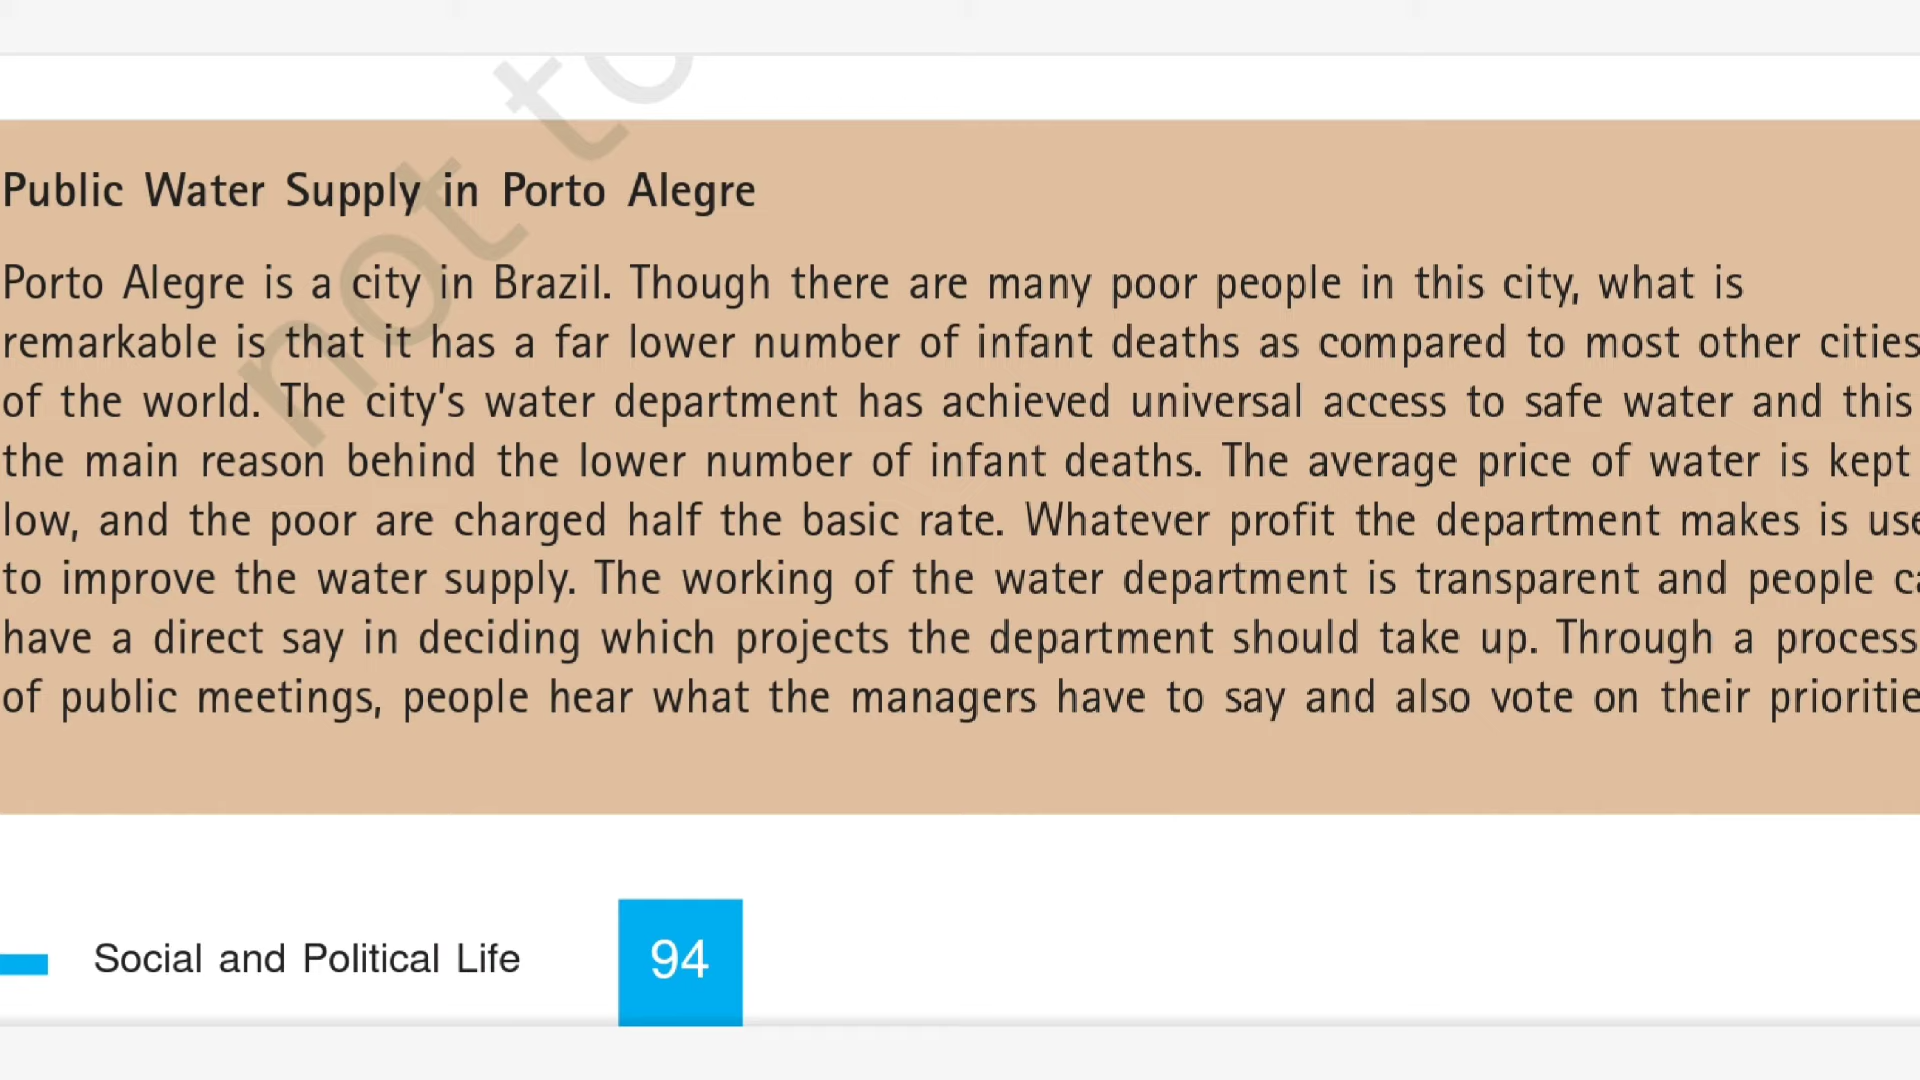 not to
Public Water Supply in Porto Alegre
Porto Alegre is a city in Brazil. Though there are many poor people in this city, what is
remarkable is that it has a far lower number of infant deaths as compared to most other cities
of the world. The city's water department has achieved universal access to safe water and this
the main reason behind the lower number of infant deaths. The average price of water is kept
low, and the poor are charged half the basic rate. Whatever profit the department makes is
to improve the water supply. The working of the water department is transparent and people
have a direct say in deciding which projects the department should take up. Through a process
of public meetings, people hear what the managers have to say and also vote on their
Social and Political Life
94